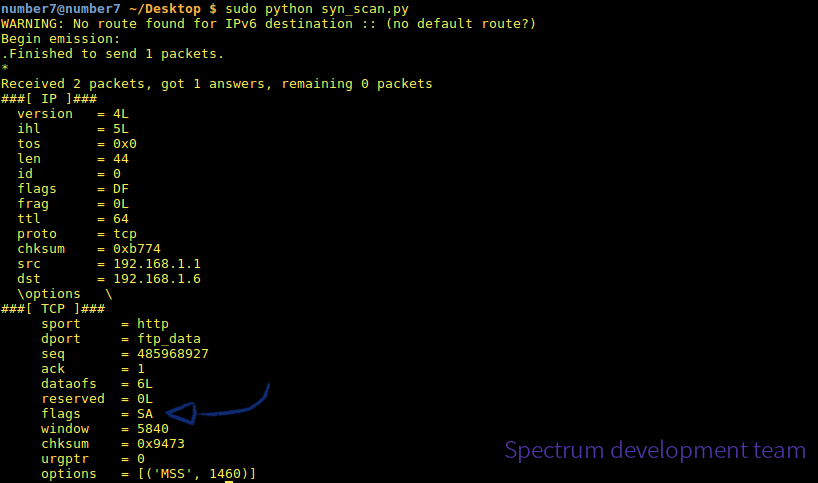 number7@number7 ~/Desktop $ sudo python syn_scan.py
WARNING: No route found for IPv6 destination :: (no default route?)
Begin emission:
.Finished to send 1 packets.
*
Received 2 packets, got 1 answers, remaining 0 packets
###[ IP ]###
  version   = 4L
  ihl       = 5L
  tos       = 0x0
  len       = 44
  id        = 0
  flags     = DF
  frag      = 0L
  ttl       = 64
  proto     = tcp
  chksum    = 0xb774
  src       = 192.168.1.1
  dst       = 192.168.1.6
  \options   \
###[ TCP ]###
     sport     = http
     dport     = ftp_data
     seq       = 485968927
     ack       = 1
     dataofs   = 6L
     reserved  = 0L
     flags     = SA
     window    = 5840
     chksum    = 0x9473
     urgptr    = 0
     options   = [('MSS', 1460)]
Spectrum development team